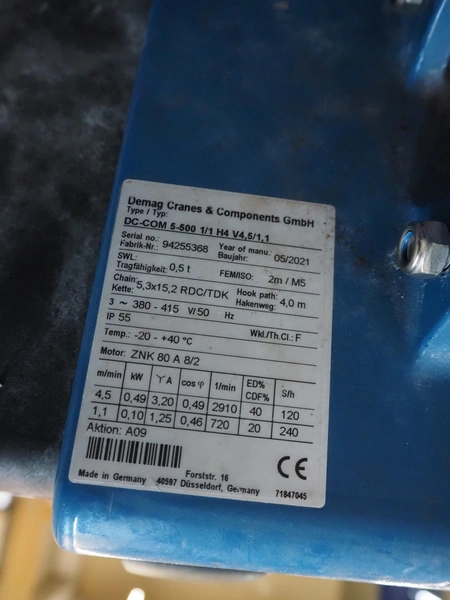 Demag Cranes & Components GmbH
Type / Typ:
DC-COM 5-500 1/1 H4 V4,5/1,1
Serial no.: Year of manu.:
Fabrik-Nr.: 94255368 Baujahr: 05/2021
SWL:
Tragfähigkeit: 0,5 t FEM/ISO: 2m / M5
Chain: Hook path:
Kette: 5,3x15,2 RDC/TDK Hakenweg: 4,0 m
3 ~ 380 - 415 V/50 Hz
IP 55 Wkl./Th.Cl.: F
Temp.: -20 - +40 °C
Motor: ZNK 80 A 8/2
m/min kW Y A cos φ 1/min ED% CDF% S/h
4,5 0,49 3,20 0,49 2910 40 120
1,1 0,10 1,25 0,46 720 20 240
Aktion: A09
CE
Made in Germany Forststr. 16
40597 Düsseldorf, Germany 71847045